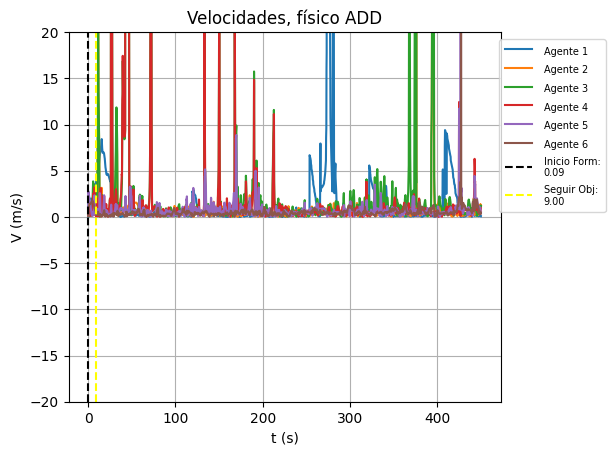 Velocidades, físico ADD
V (m/s)
20
15
10
5
0
−5
−10
−15
−20
0
100
200
300
400
t (s)
Agente 1
Agente 2
Agente 3
Agente 4
Agente 5
Agente 6
Inicio Form:
0.09
Seguir Obj:
9.00